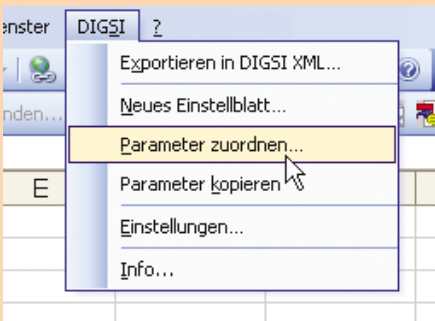 enster DIGSI ?
Exportieren in DIGSI XML...
nden...
Neues Einstellblatt...
Parameter zuordnen...
E
Parameter kopieren
Einstellungen...
Info...